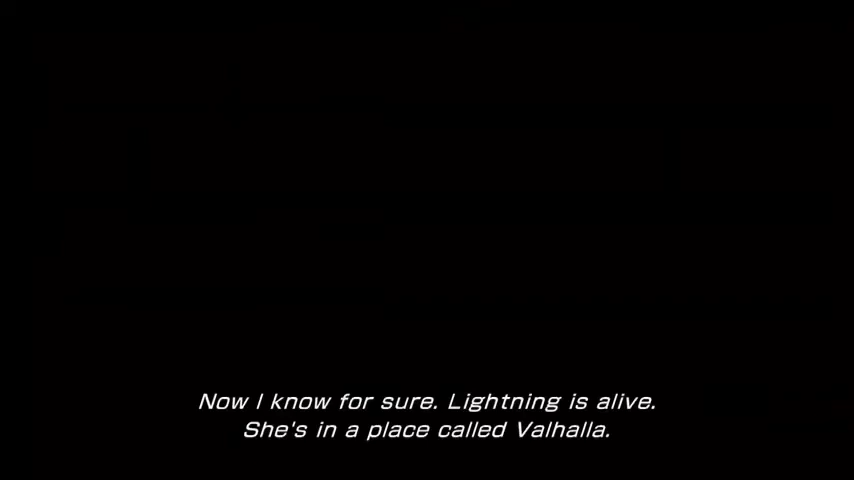 Now I know for sure. Lightning is alive.
She's in a place called Valhalla.